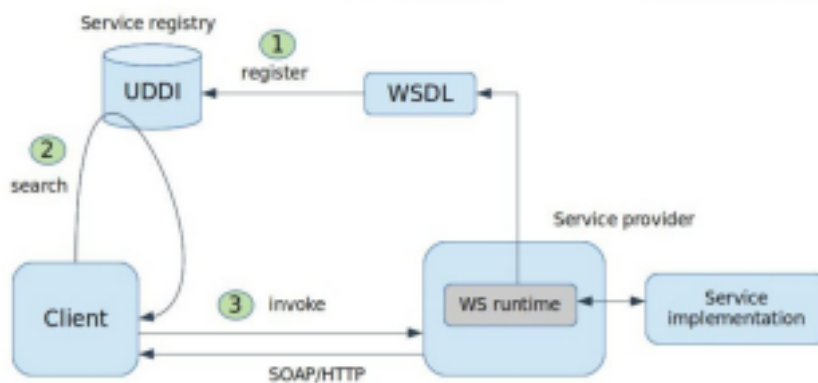 Service registry
1
register
UDDI
WSDL
2
search
Service provider
Client
3
invoke
WS runtime
Service
implementation
SOAP/HTTP